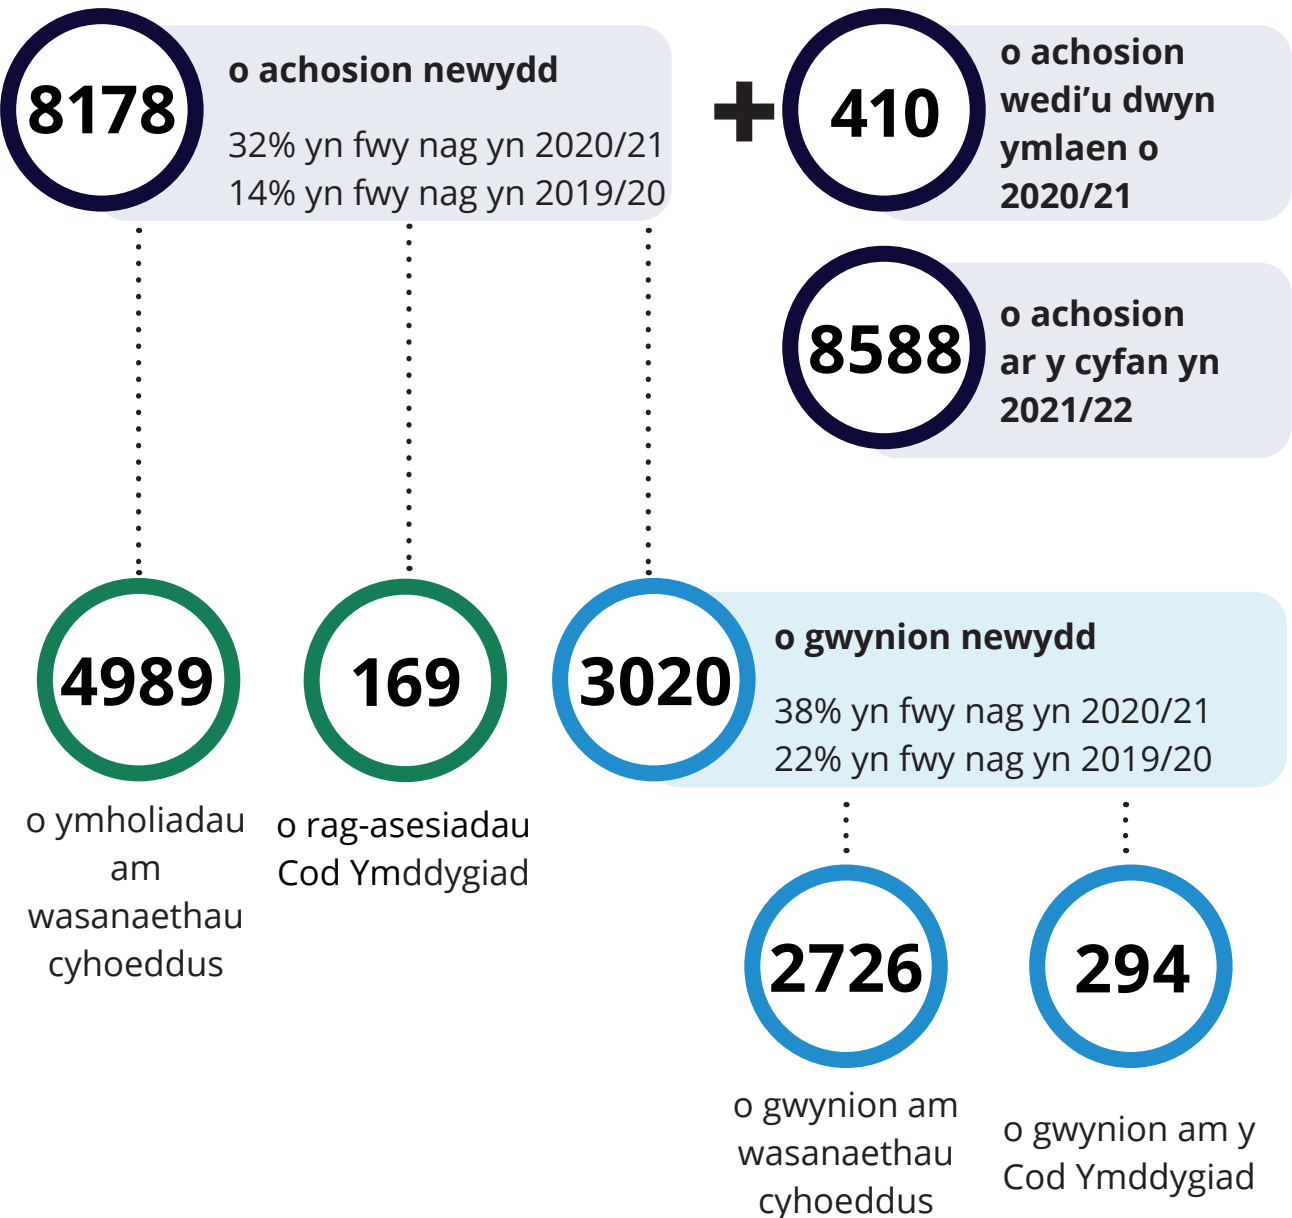 8178
o achosion newydd
32% yn fwy nag yn 2020/21
14% yn fwy nag yn 2019/20
+
410
o achosion
wedi’u dwyn
ymlaen o
2020/21
8588
o achosion
ar y cyfan yn
2021/22
4989
o ymholiadau
am
wasanaethau
cyhoeddus
169
o rag-asesiadau
Cod Ymddygiad
3020
o gwynion newydd
38% yn fwy nag yn 2020/21
22% yn fwy nag yn 2019/20
2726
o gwynion am
wasanaethau
cyhoeddus
294
o gwynion am y
Cod Ymddygiad